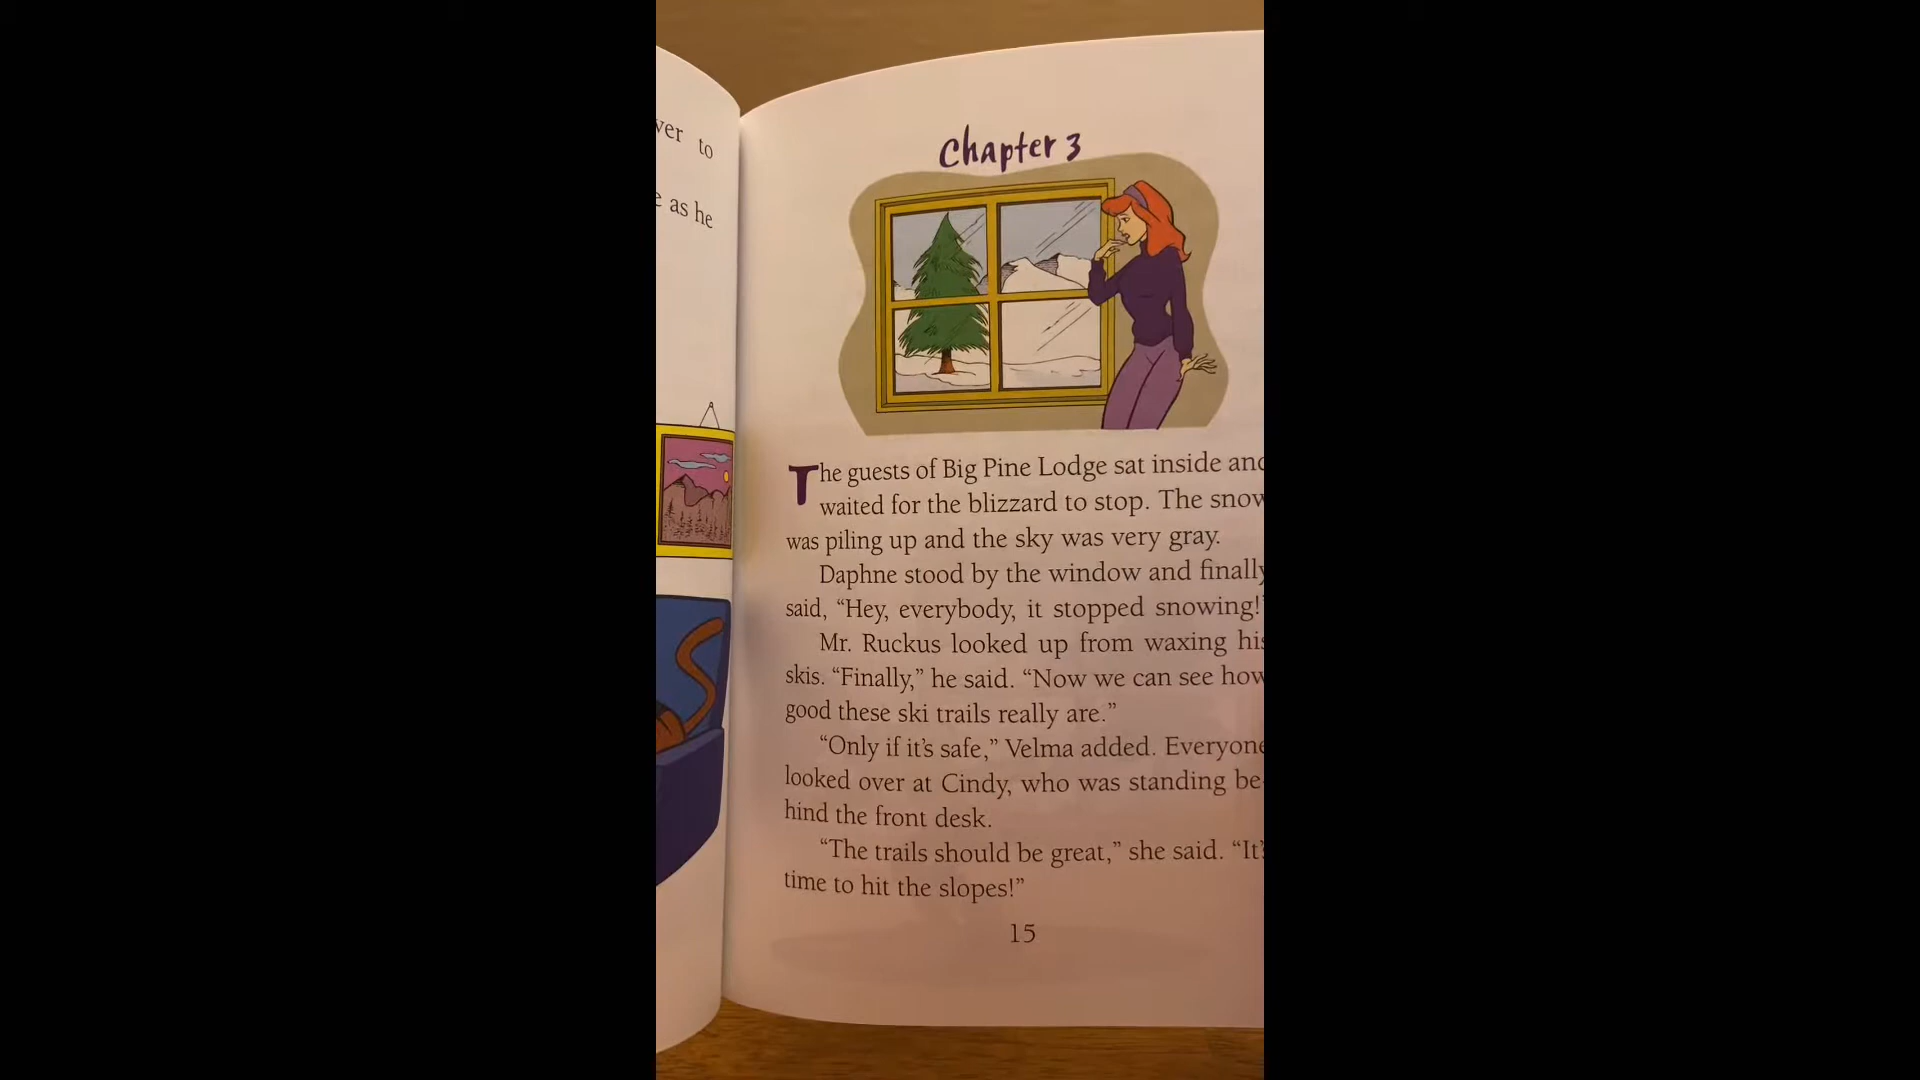 ver to
e as he
Chapter 3
The guests of Big Pine Lodge sat inside and
waited for the blizzard to stop. The snow
was piling up and the sky was very gray.
Daphne stood by the window and finally
said, “Hey, everybody, it stopped snowing!”
Mr. Ruckus looked up from waxing his
skis. “Finally,” he said. “Now we can see how
good these ski trails really are.”
“Only if it’s safe,” Velma added. Everyone
looked over at Cindy, who was standing be-
hind the front desk.
“The trails should be great,” she said. “It’s
time to hit the slopes!”
15